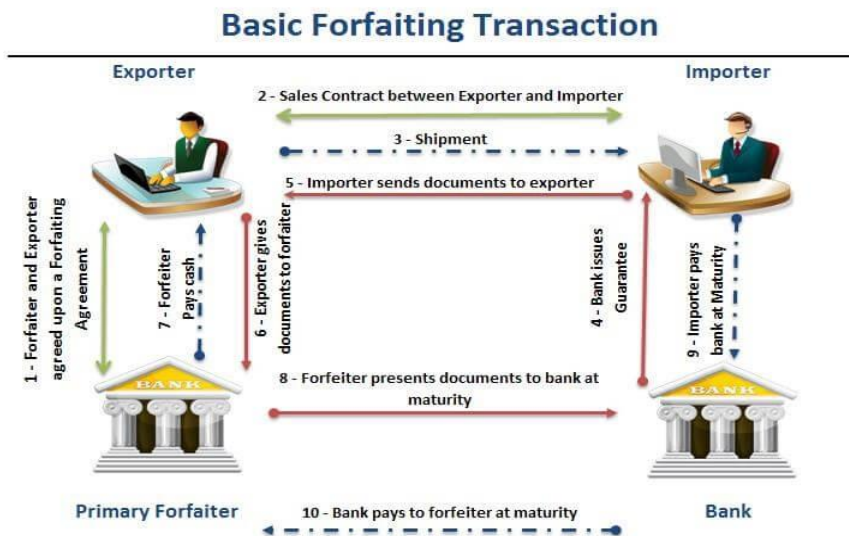 Basic Forfaiting Transaction
Exporter
Importer
2 - Sales Contract between Exporter and Importer
3 - Shipment
5 - Importer sends documents to exporter
1 - Forfaiter and Exporter
agreed upon a Forfaiting
Agreement
7 - Forfeiter
Pays cash
6 - Exporter gives
documents to forfaiter
4 - Bank issues
Guarantee
9 - Importer pays
bank at Maturity
BANK
8 - Forfeiter presents documents to bank at
maturity
BANK
Primary Forfaiter
10 - Bank pays to forfeiter at maturity
Bank